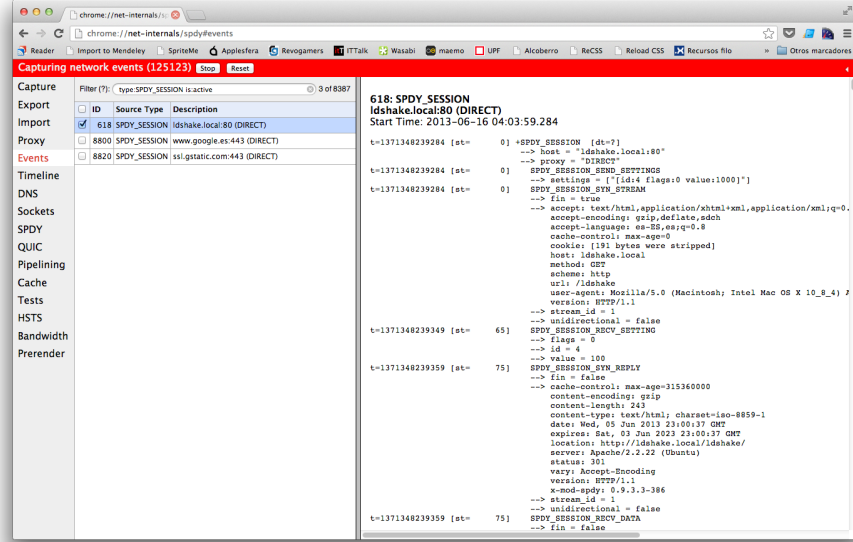 chrome://net-internals/sp
chrome://net-internals/spdy#events
Reader Import to Mendeley SpriteMe Applesfera Revogamers ITTalk Wasabi maemo UPF Alcoberro ReCSS Reload CSS Recursos filo » Otros marcadores
Capturing network events (125123) Stop Reset
Capture
Export
Import
Proxy
Events
Timeline
DNS
Sockets
SPDY
QUIC
Pipelining
Cache
Tests
HSTS
Bandwidth
Prerender
Filter (?): type:SPDY_SESSION is:active 3 of 8387
ID Source Type Description
618 SPDY_SESSION ldshake.local:80 (DIRECT)
8800 SPDY_SESSION www.google.es:443 (DIRECT)
8820 SPDY_SESSION ssl.gstatic.com:443 (DIRECT)
618: SPDY_SESSION
ldshake.local:80 (DIRECT)
Start Time: 2013-06-16 04:03:59.284
t=1371348239284 [st= 0] +SPDY_SESSION [dt=?]
--> host = "ldshake.local:80"
--> proxy = "DIRECT"
t=1371348239284 [st= 0] SPDY_SESSION_SEND_SETTINGS
--> settings = ["[id:4 flags:0 value:1000]"]
t=1371348239284 [st= 0] SPDY_SESSION_SYN_STREAM
--> fin = true
--> accept: text/html,application/xhtml+xml,application/xml;q=0.
accept-encoding: gzip,deflate,sdch
accept-language: es-ES,es;q=0.8
cache-control: max-age=0
cookie: [191 bytes were stripped]
host: ldshake.local
method: GET
scheme: http
url: /ldshake
user-agent: Mozilla/5.0 (Macintosh; Intel Mac OS X 10_8_4)
version: HTTP/1.1
--> stream_id = 1
--> unidirectional = false
t=1371348239349 [st= 65] SPDY_SESSION_RECV_SETTING
--> flags = 0
--> id = 4
--> value = 100
t=1371348239359 [st= 75] SPDY_SESSION_SYN_REPLY
--> fin = false
--> cache-control: max-age=315360000
content-encoding: gzip
content-length: 243
content-type: text/html; charset=iso-8859-1
date: Wed, 05 Jun 2013 23:00:37 GMT
expires: Sat, 03 Jun 2023 23:00:37 GMT
location: http://ldshake.local/ldshake/
server: Apache/2.2.22 (Ubuntu)
status: 301
vary: Accept-Encoding
version: HTTP/1.1
x-mod-spdy: 0.9.3.3-386
--> stream_id = 1
--> unidirectional = false
t=1371348239359 [st= 75] SPDY_SESSION_RECV_DATA
--> fin = false